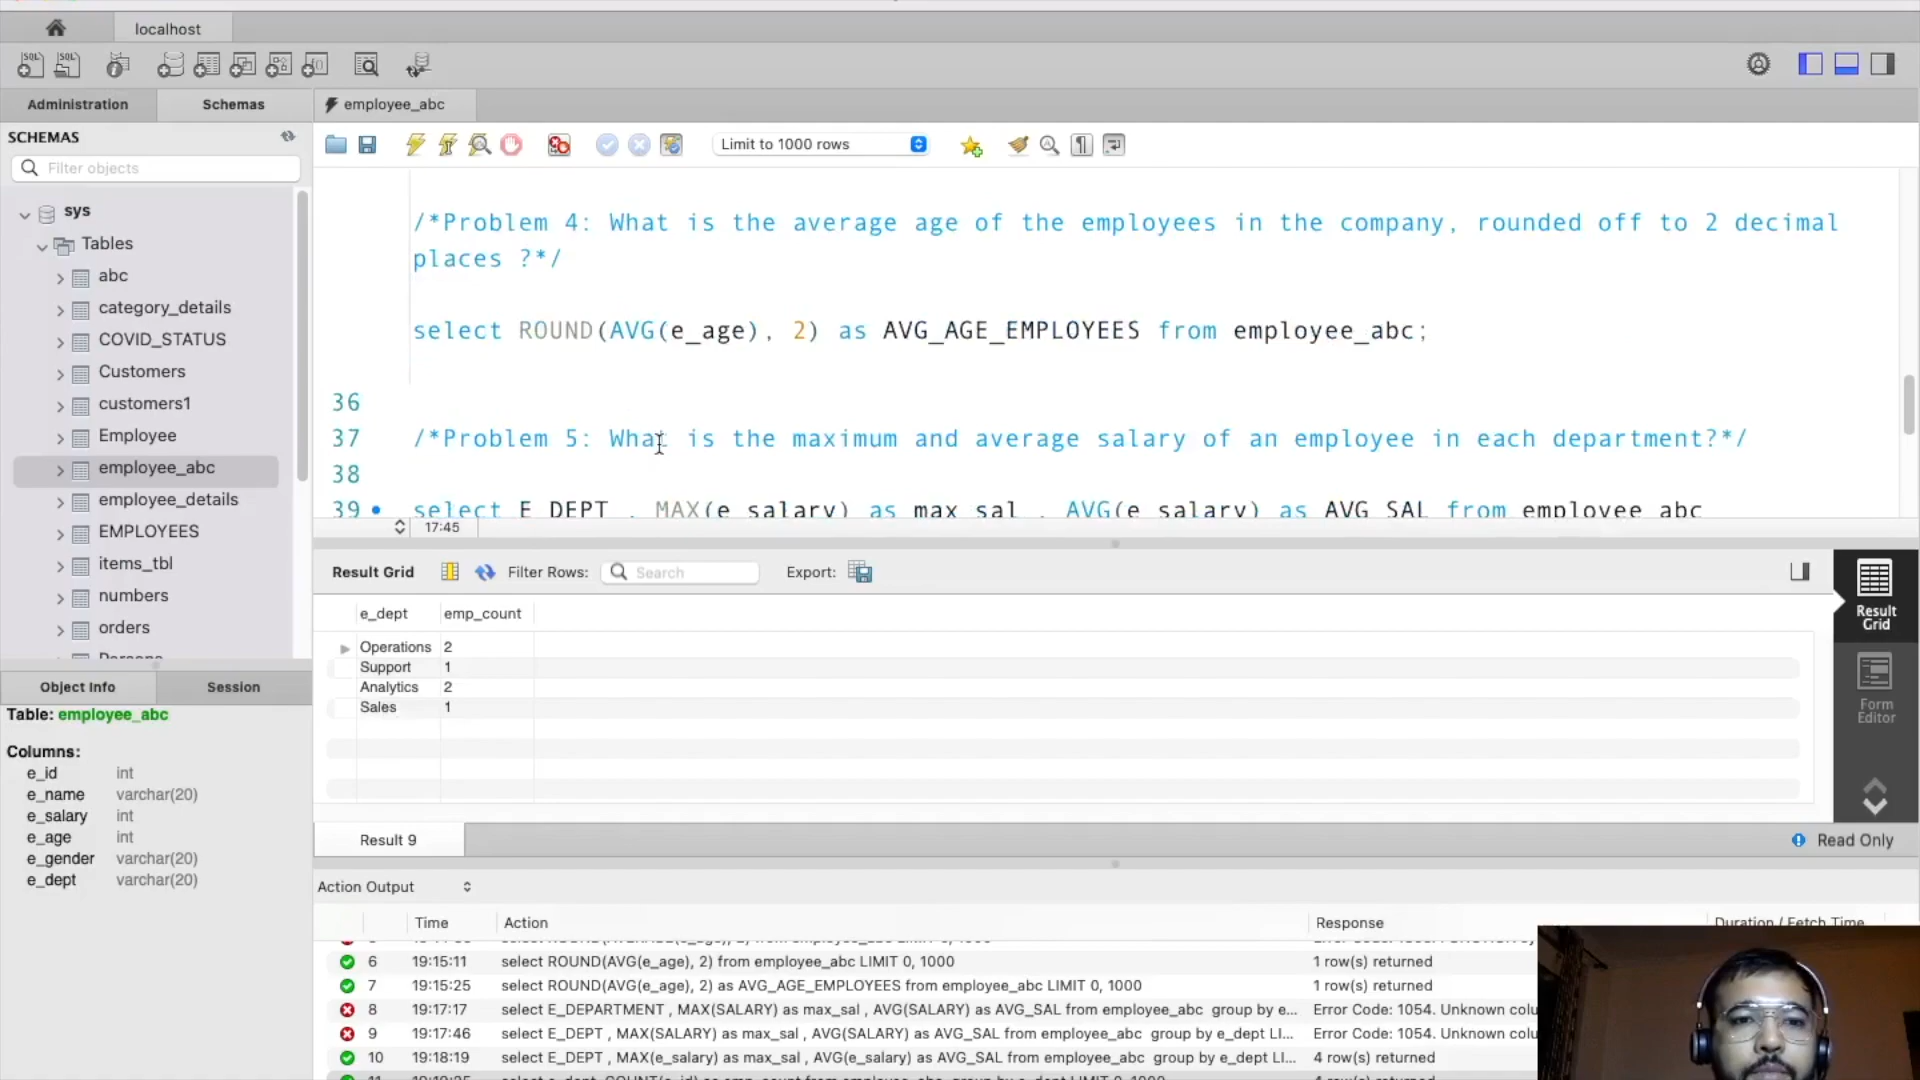 localhost
Administration
Schemas
employee_abc
SCHEMAS
Filter objects
Limit to 1000 rows
sys
Tables
abc
category_details
COVID_STATUS
Customers
customers1
Employee
employee_abc
employee_details
EMPLOYEES
items_tbl
numbers
orders
Persons
/*Problem 4: What is the average age of the employees in the company, rounded off to 2 decimal
places ?*/
select ROUND(AVG(e_age), 2) as AVG_AGE_EMPLOYEES from employee_abc;
36
37 /*Problem 5: What is the maximum and average salary of an employee in each department?*/
38
39 select E_DEPT , MAX(e_salary) as max_sal , AVG(e_salary) as AVG_SAL from employee_abc
17:45
Object Info
Session
Table: employee_abc
Columns:
e_id int
e_name varchar(20)
e_salary int
e_age int
e_gender varchar(20)
e_dept varchar(20)
Result Grid
Filter Rows:
Search
Export:
e_dept emp_count
Operations 2
Support 1
Analytics 2
Sales 1
Result Grid
Form Editor
Result 9
Read Only
Action Output
Time Action Response Duration / Fetch Time
6 19:15:11 select ROUND(AVG(e_age), 2) from employee_abc LIMIT 0, 1000 1 row(s) returned
7 19:15:25 select ROUND(AVG(e_age), 2) as AVG_AGE_EMPLOYEES from employee_abc LIMIT 0, 1000 1 row(s) returned
8 19:17:17 select E_DEPARTMENT , MAX(SALARY) as max_sal , AVG(SALARY) as AVG_SAL from employee_abc group by e... Error Code: 1054. Unknown colu
9 19:17:46 select E_DEPT , MAX(SALARY) as max_sal , AVG(SALARY) as AVG_SAL from employee_abc group by e_dept LI... Error Code: 1054. Unknown colu
10 19:18:19 select E_DEPT , MAX(e_salary) as max_sal , AVG(e_salary) as AVG_SAL from employee_abc group by e_dept LI... 4 row(s) returned